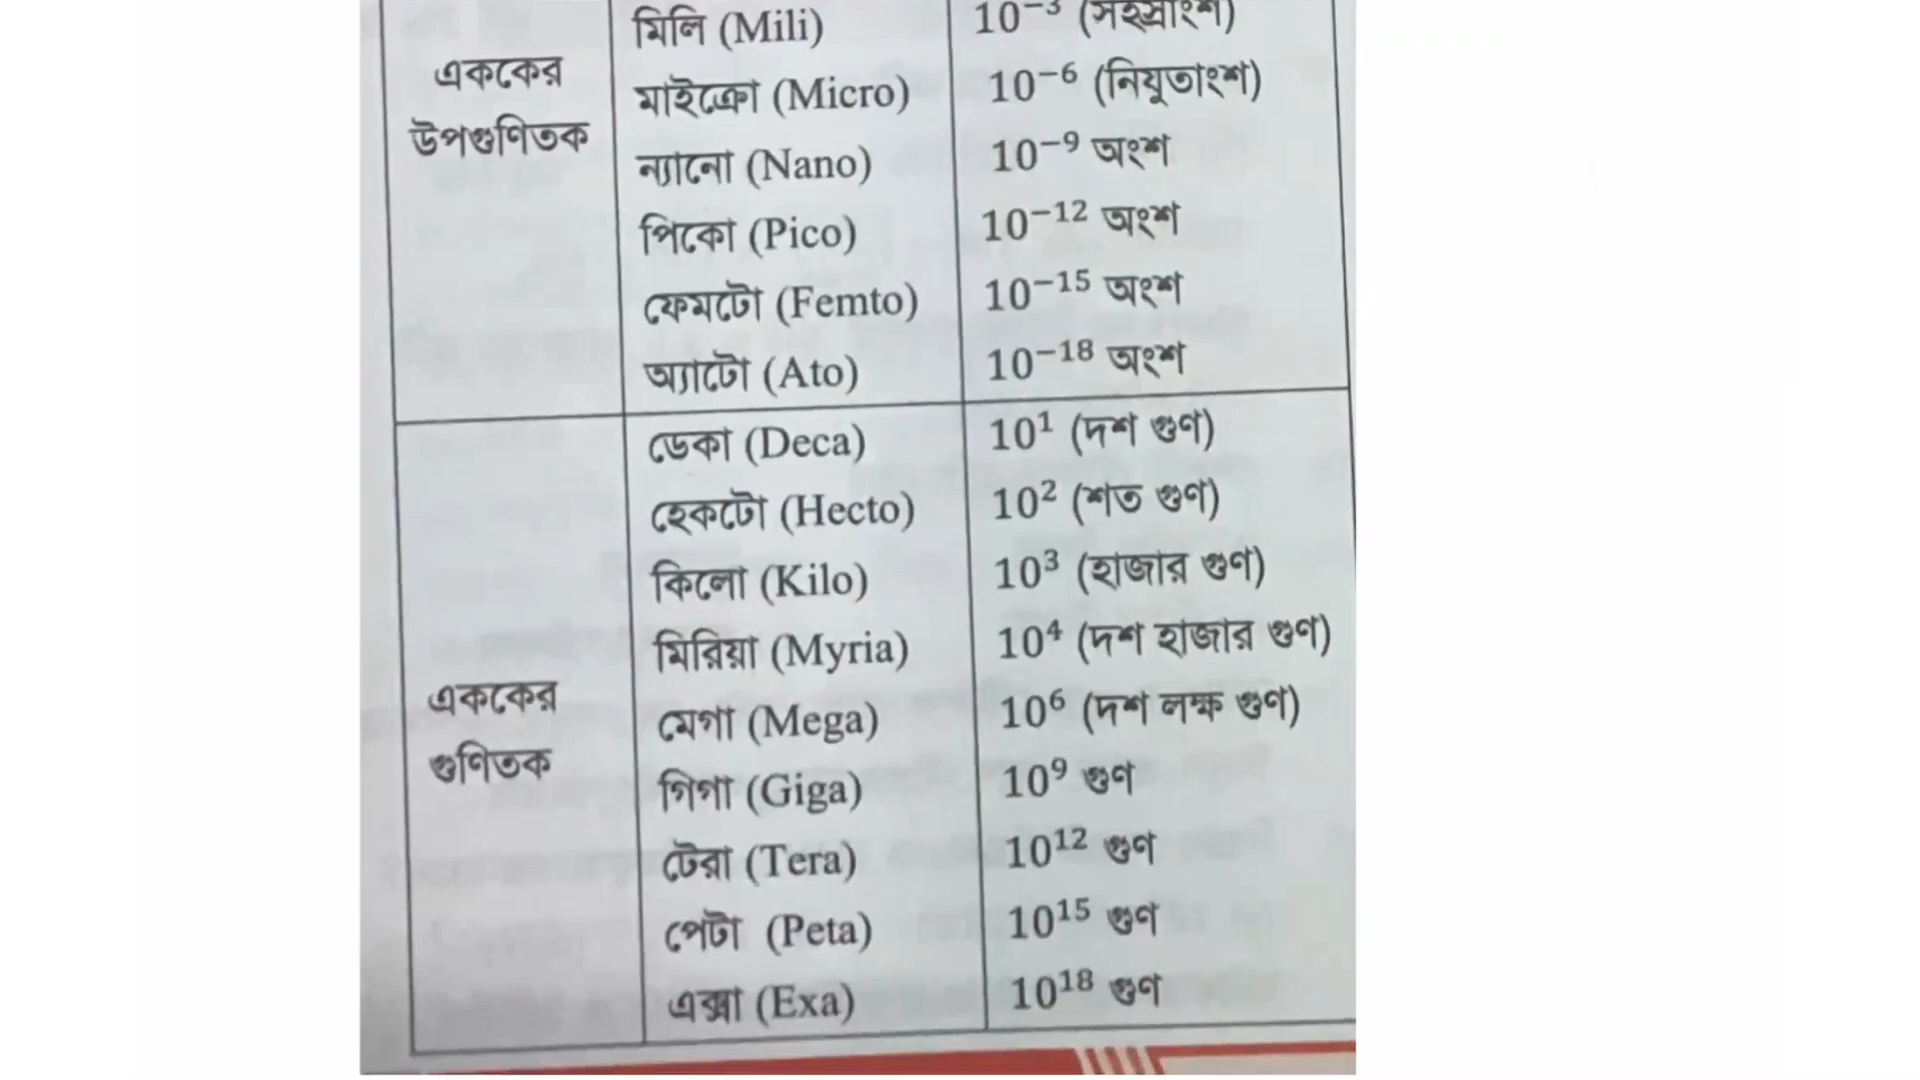 মিলি (Mili) 10⁻³ (সহস্রাংশ)
এককের উপগুণিতক
মাইক্রো (Micro) 10⁻⁶ (নিযুতাংশ)
ন্যানো (Nano) 10⁻⁹ অংশ
পিকো (Pico) 10⁻¹² অংশ
ফেমটো (Femto) 10⁻¹⁵ অংশ
অ্যাটো (Ato) 10⁻¹⁸ অংশ
ডেকা (Deca) 10¹ (দশ গুণ)
হেকটো (Hecto) 10² (শত গুণ)
কিলো (Kilo) 10³ (হাজার গুণ)
মিরিয়া (Myria) 10⁴ (দশ হাজার গুণ)
এককের গুণিতক
মেগা (Mega) 10⁶ (দশ লক্ষ গুণ)
গিগা (Giga) 10⁹ গুণ
টেরা (Tera) 10¹² গুণ
পেটা (Peta) 10¹⁵ গুণ
এক্সা (Exa) 10¹⁸ গুণ